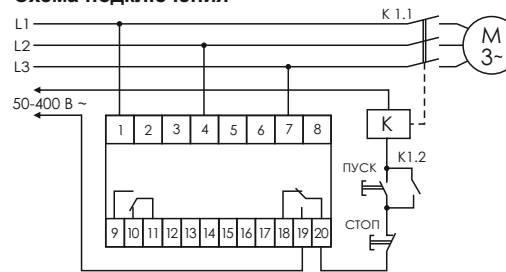 Схема подключения
K 1.1
L1
L2
L3
M
3~
50-400 В ~
1 2 3 4 5 6 7 8
K
ПУСК
K1.2
СТОП
9 10 11 12 13 14 15 16 17 18 19 20